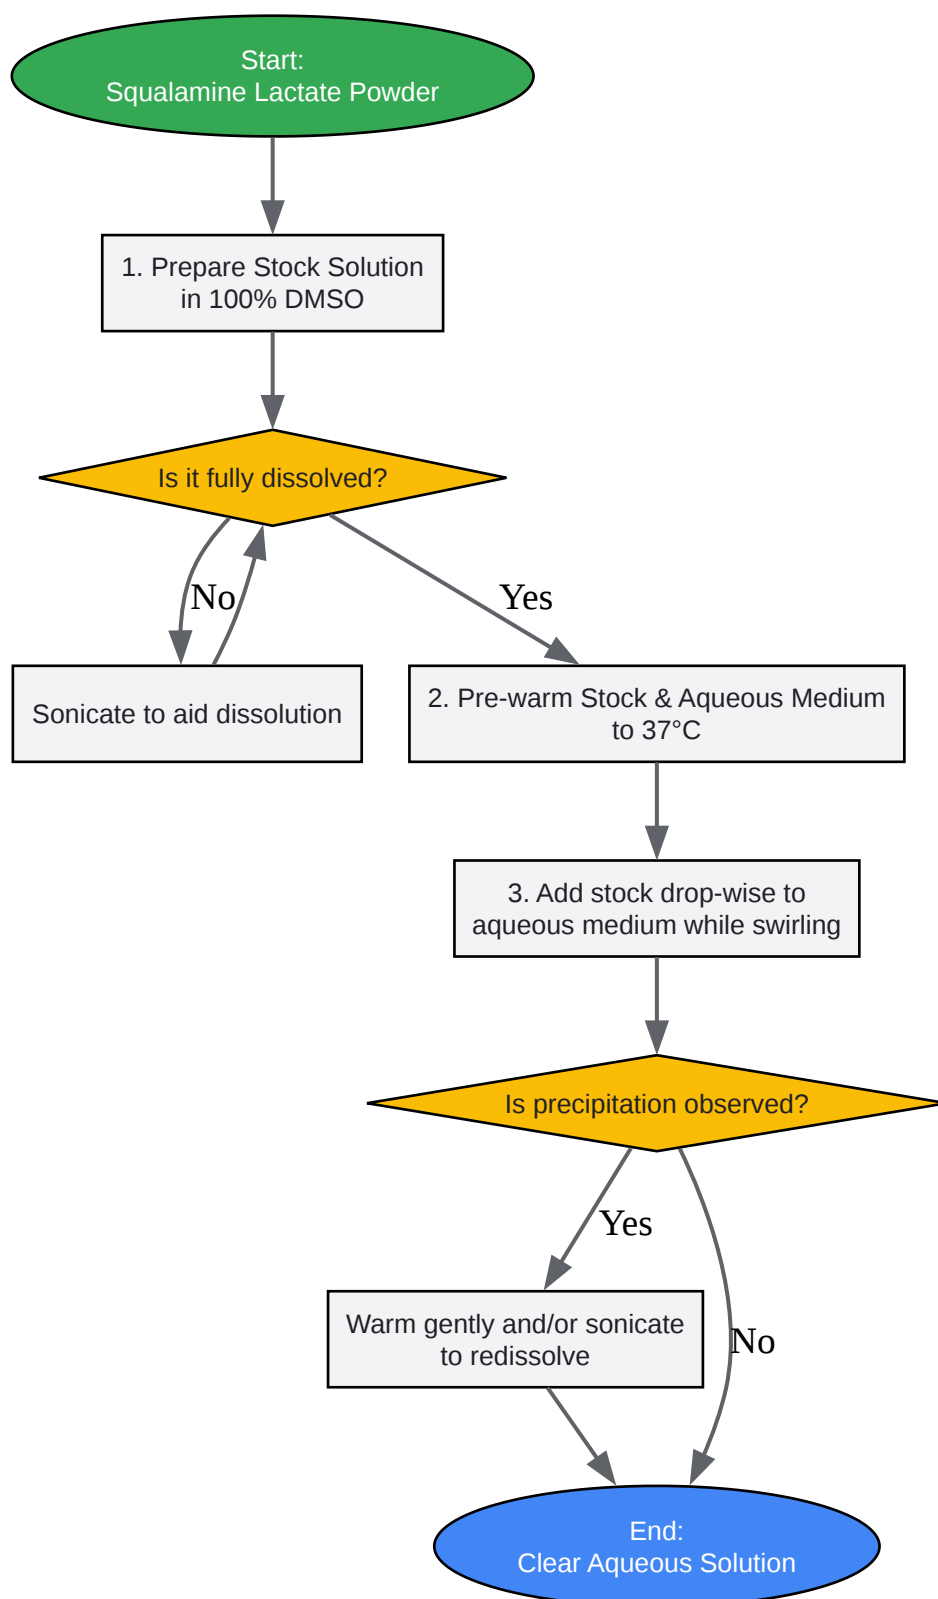 Start:
Squalamine Lactate Powder
1. Prepare Stock Solution
in 100% DMSO
Is it fully dissolved?
No
Yes
Sonicate to aid dissolution
2. Pre-warm Stock & Aqueous Medium
to 37°C
3. Add stock drop-wise to
aqueous medium while swirling
Is precipitation observed?
Yes
Warm gently and/or sonicate
to redissolve
No
End:
Clear Aqueous Solution